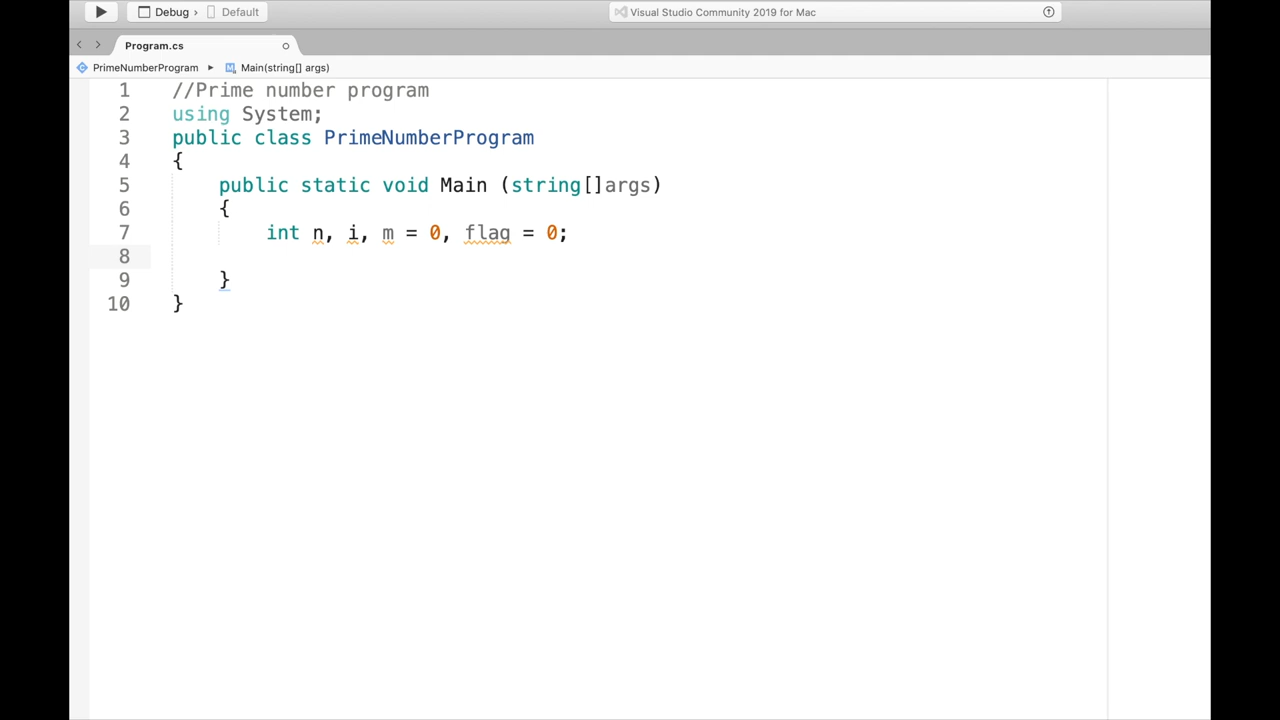 Debug › Default
Visual Studio Community 2019 for Mac
Program.cs
PrimeNumberProgram ▸ Main(string[] args)
1 //Prime number program
2 using System;
3 public class PrimeNumberProgram
4 {
5 public static void Main (string[]args)
6 {
7 int n, i, m = 0, flag = 0;
8
9 }
10 }